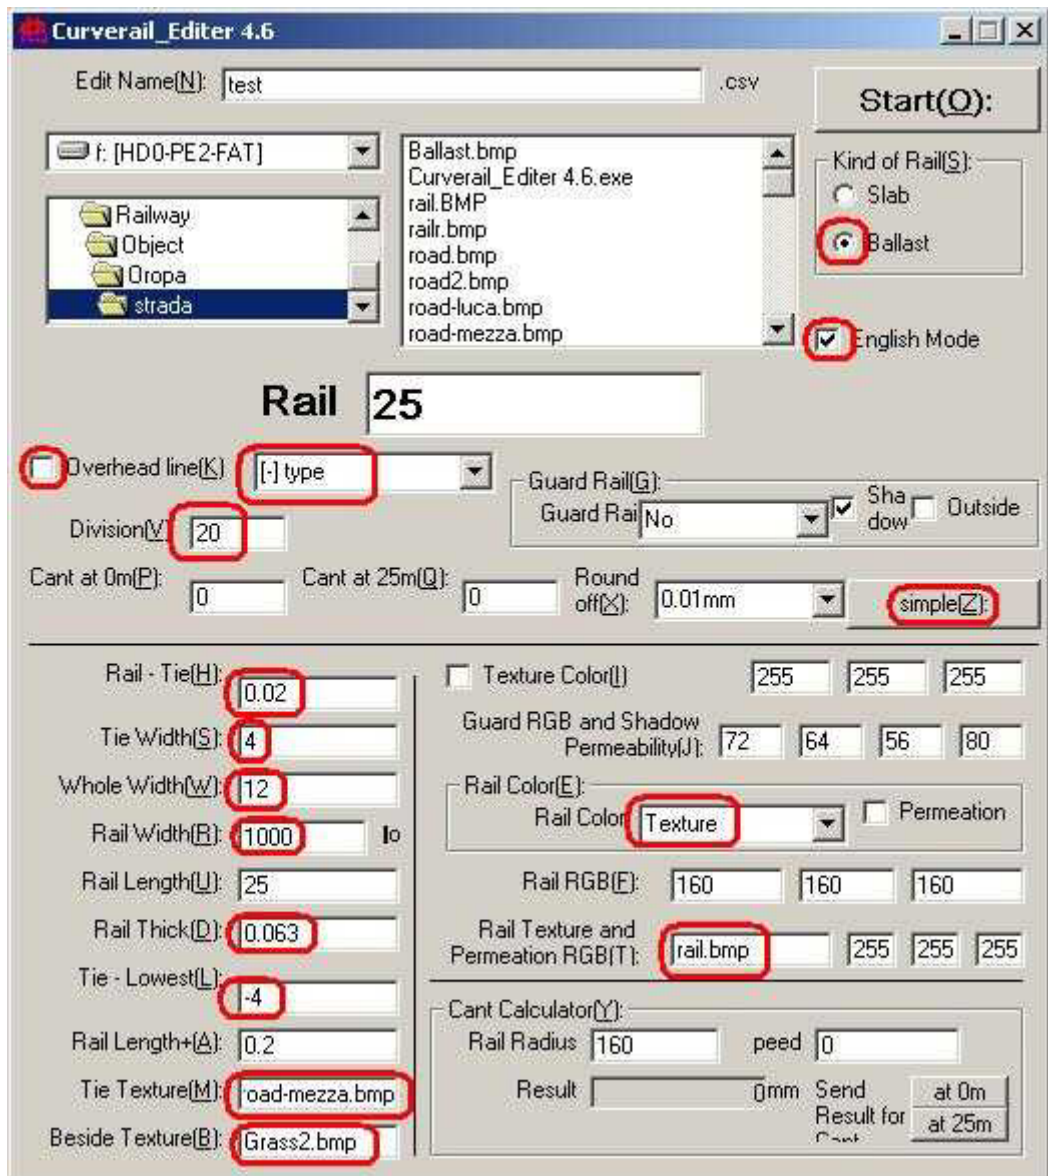 Curverail_Editer 4.6
Edit Name(N): test .csv
Start(O):
f: [HD0-PE2-FAT]
Railway
Object
Oropa
strada
Ballast.bmp
Curverail_Editer 4.6.exe
rail.BMP
railr.bmp
road.bmp
road2.bmp
road-luca.bmp
road-mezza.bmp
Kind of Rail(S):
Slab
Ballast
English Mode
Rail 25
Overhead line(K) [-] type
Guard Rail(G):
Guard Rai No Sha dow Outside
Division(V) 20
Cant at 0m(P): 0 Cant at 25m(Q): 0 Round off(X): 0.01mm simple(Z):
Rail - Tie(H): 0.02
Tie Width(S): 4
Whole Width(W): 12
Rail Width(R): 1000
Rail Length(U): 25
Rail Thick(D): 0.063
Tie - Lowest(L): -4
Rail Length+(A): 0.2
Tie Texture(M): oad-mezza.bmp
Beside Texture(B): Grass2.bmp
Texture Color(I) 255 255 255
Guard RGB and Shadow
Permeability(J): 72 64 56 80
Rail Color(E):
Rail Color Texture Permeation
Rail RGB(F): 160 160 160
Rail Texture and
Permeation RGB(T): rail.bmp 255 255 255
Cant Calculator(Y):
Rail Radius 160 peed 0
Result 0mm Send
Result for
at 0m
at 25m